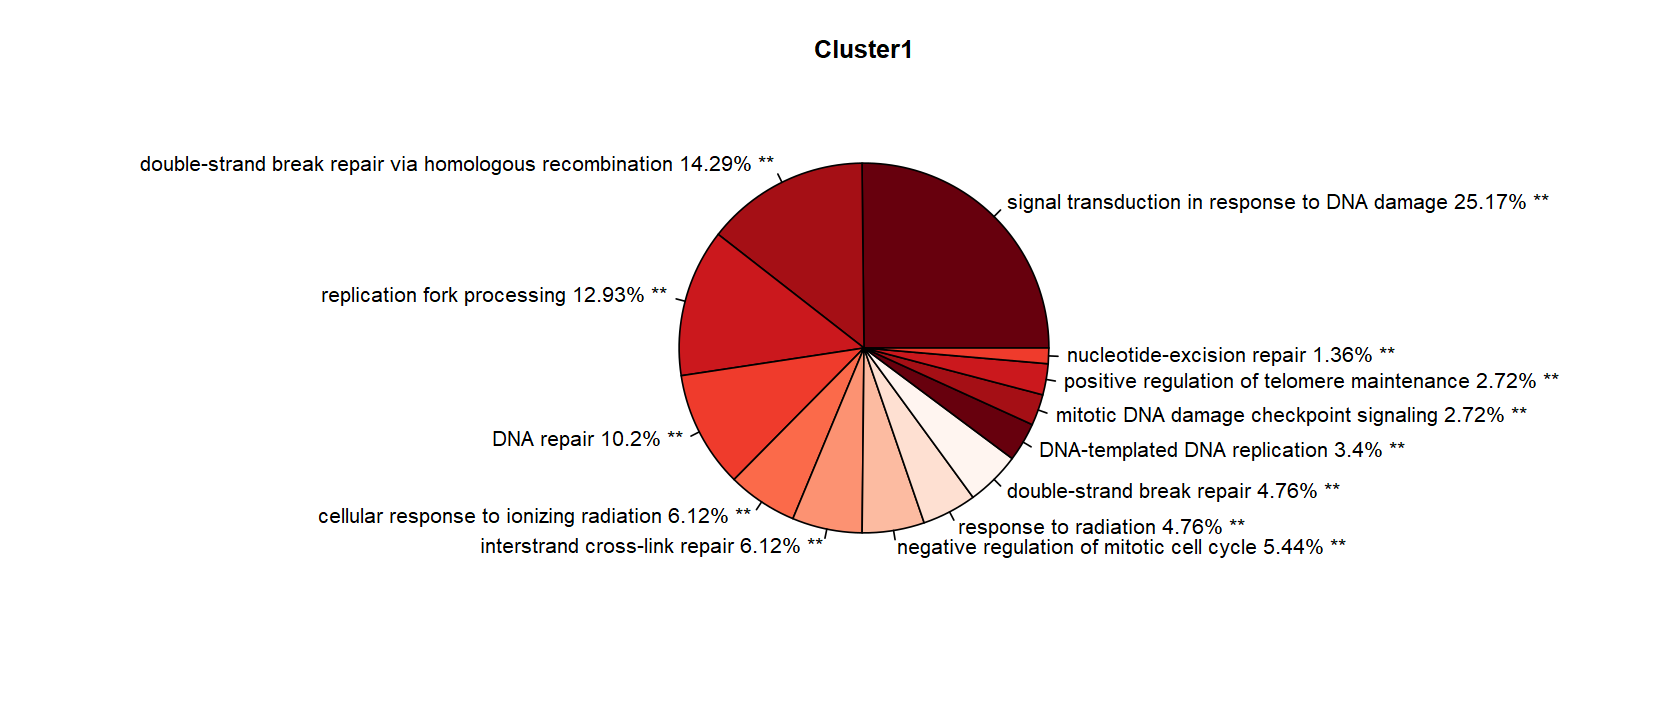 Cluster1
double-strand break repair via homologous recombination 14.29% **
signal transduction in response to DNA damage 25.17% **
replication fork processing 12.93% **
nucleotide-excision repair 1.36% **
positive regulation of telomere maintenance 2.72% **
mitotic DNA damage checkpoint signaling 2.72% **
DNA repair 10.2% **
DNA-templated DNA replication 3.4% **
double-strand break repair 4.76% **
cellular response to ionizing radiation 6.12% **
response to radiation 4.76% **
interstrand cross-link repair 6.12% **
negative regulation of mitotic cell cycle 5.44% **